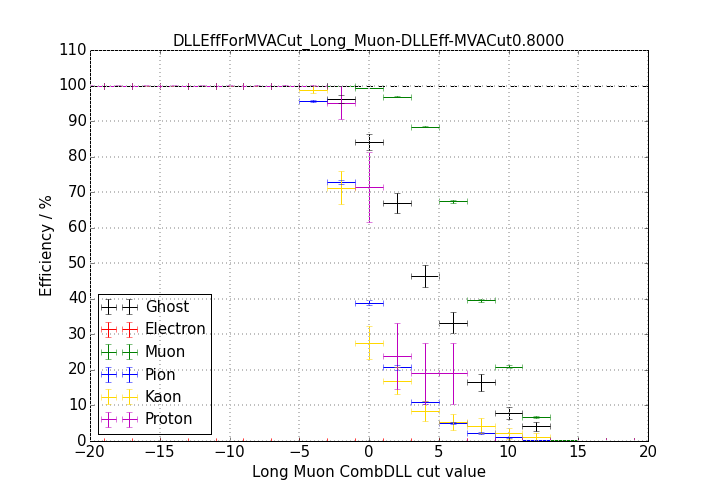 DLLEffForMVACut_Long_Muon-DLLEff-MVACut0.8000
110
100
90
80
70
60
50
40
30
20
10
0
Efficiency / %
Ghost
Electron
Muon
Pion
Kaon
Proton
−20 −15 −10 −5 0 5 10 15 20
Long Muon CombDLL cut value